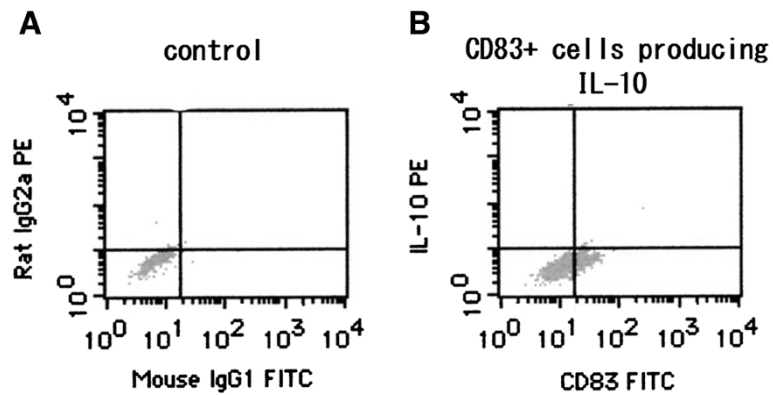 A
control
10^4
Rat IgG2a PE
10^0
10^0 10^1 10^2 10^3 10^4
Mouse IgG1 FITC
B
CD83+ cells producing
IL-10
10^4
IL-10 PE
10^0
10^0 10^1 10^2 10^3 10^4
CD83 FITC